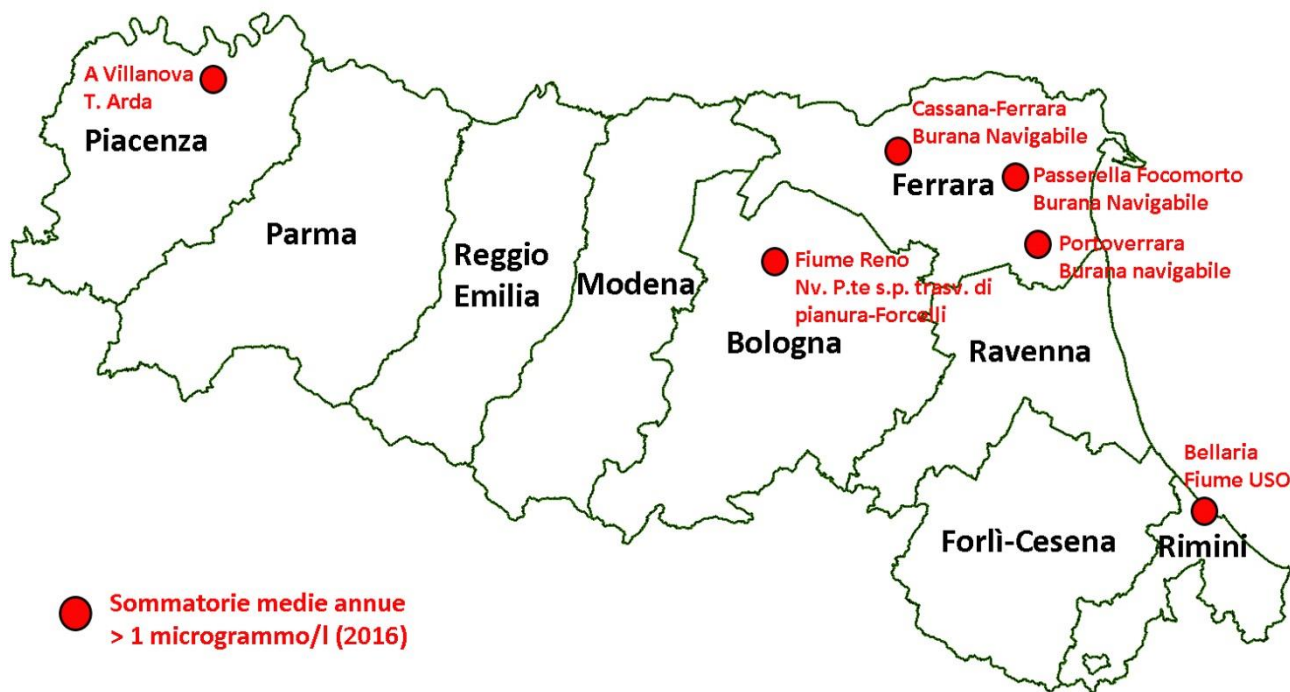 A Villanova
T. Arda
Piacenza
Parma
Reggio
Emilia
Modena
Cassana-Ferrara
Burana Navigabile
Ferrara
Passerella Focomorto
Burana Navigabile
Portoverrara
Burana navigabile
Fiume Reno
Nv. P.te s.p. trasv. di
pianura-Forcelli
Bologna
Ravenna
Bellaria
Fiume USO
Forlì-Cesena
Rimini
Sommatorie medie annue
> 1 microgrammo/l (2016)